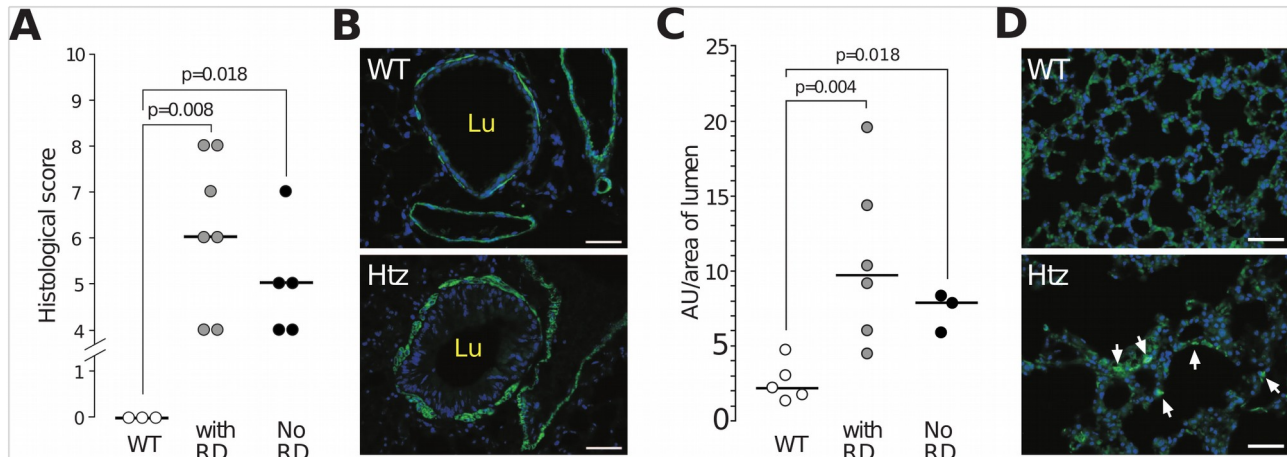 A
Histological score
10
9
8
7
6
5
4
1
0
p=0.018
p=0.008
WT
with
RD
No
RD
B
WT
Lu
Htz
Lu
C
AU/area of lumen
25
20
15
10
5
0
p=0.018
p=0.004
WT
with
RD
No
RD
D
WT
Htz